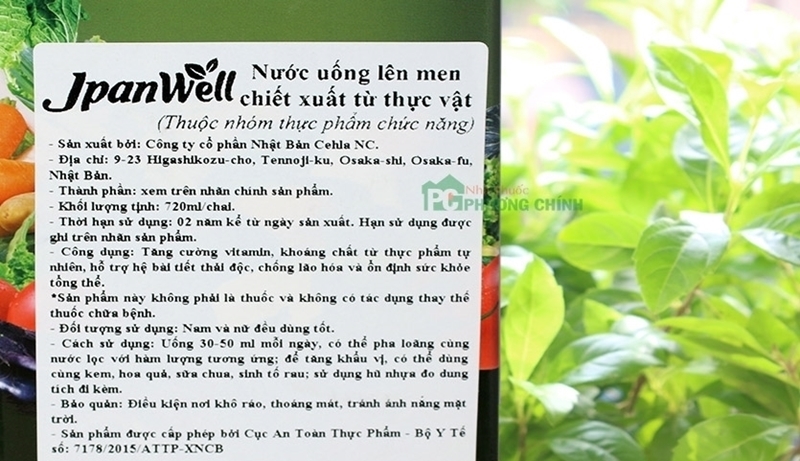 JpanWell
Nước uống lên men
chiết xuất từ thực vật
(Thuộc nhóm thực phẩm chức năng)
- Sản xuất bởi: Công ty cổ phần Nhật Bản Cehla NC.
- Địa chỉ: 9-23 Higashikozu-cho, Tennoji-ku, Osaka-shi, Osaka-fu,
Nhật Bản.
- Thành phần: xem trên nhãn chính sản phẩm.
- Khối lượng tịnh: 720ml/chai.
- Thời hạn sử dụng: 02 năm kể từ ngày sản xuất. Hạn sử dụng được
ghi trên nhãn sản phẩm.
- Công dụng: Tăng cường vitamin, khoáng chất từ thực phẩm tự
nhiên, hỗ trợ hệ bài tiết thải độc, chống lão hóa và ổn định sức khỏe
tổng thể.
*Sản phẩm này không phải là thuốc và không có tác dụng thay thế
thuốc chữa bệnh.
- Đối tượng sử dụng: Nam và nữ đều dùng tốt.
- Cách sử dụng: Uống 30-50 ml mỗi ngày, có thể pha loãng cùng
nước lọc với hàm lượng tương ứng; để tăng khẩu vị, có thể dùng
cùng kem, hoa quả, sữa chua, sinh tố rau; sử dụng hũ nhựa đo dung
tích đi kèm.
- Bảo quản: Điều kiện nơi khô ráo, thoáng mát, tránh ánh nắng mặt
trời.
- Sản phẩm được cấp phép bởi Cục An Toàn Thực Phẩm - Bộ Y Tế
số: 7178/2015/ATTP-XNCB
Nhà thuốc
PHƯƠNG CHÍNH
PC